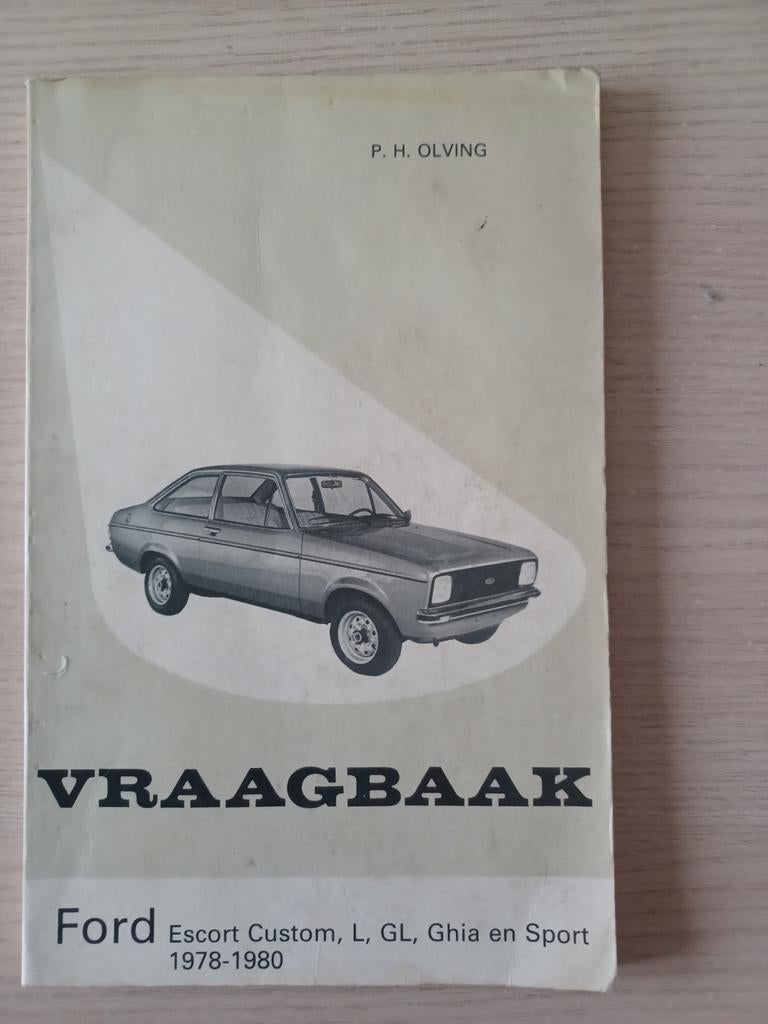 P. H. OLVING
VRAAGBAAK
Ford Escort Custom, L, GL, Ghia en Sport
1978-1980